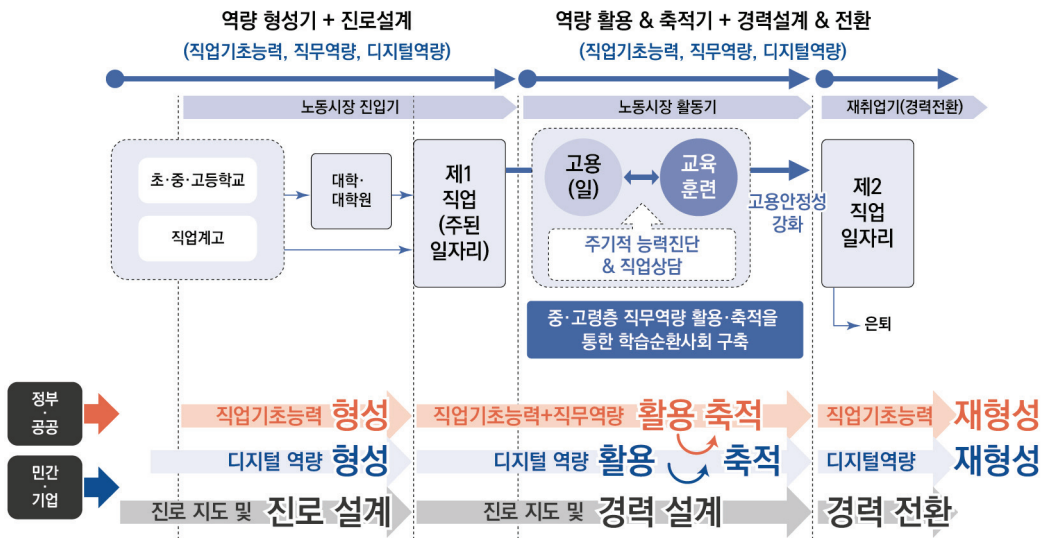 역량 형성기 + 진로설계
(직업기초능력, 직무역량, 디지털역량)
역량 활용 & 축적기 + 경력설계 & 전환
(직업기초능력, 직무역량, 디지털역량)
노동시장 진입기
노동시장 활동기
재취업기(경력전환)
초·중·고등학교
직업계고
대학·
대학원
제1
직업
(주된
일자리)
고용
(일)
교육
훈련
주기적 능력진단
& 직업상담
고용안정성
강화
제2
직업
일자리
은퇴
중·고령층 직무역량 활용·축적을
통한 학습순환사회 구축
정부
·
공공
직업기초능력 형성
직업기초능력+직무역량 활용 축적
직업기초능력 재형성
민간
·
기업
디지털 역량 형성
디지털 역량 활용 축적
디지털역량 재형성
진로 지도 및 진로 설계
진로 지도 및 경력 설계
경력 전환